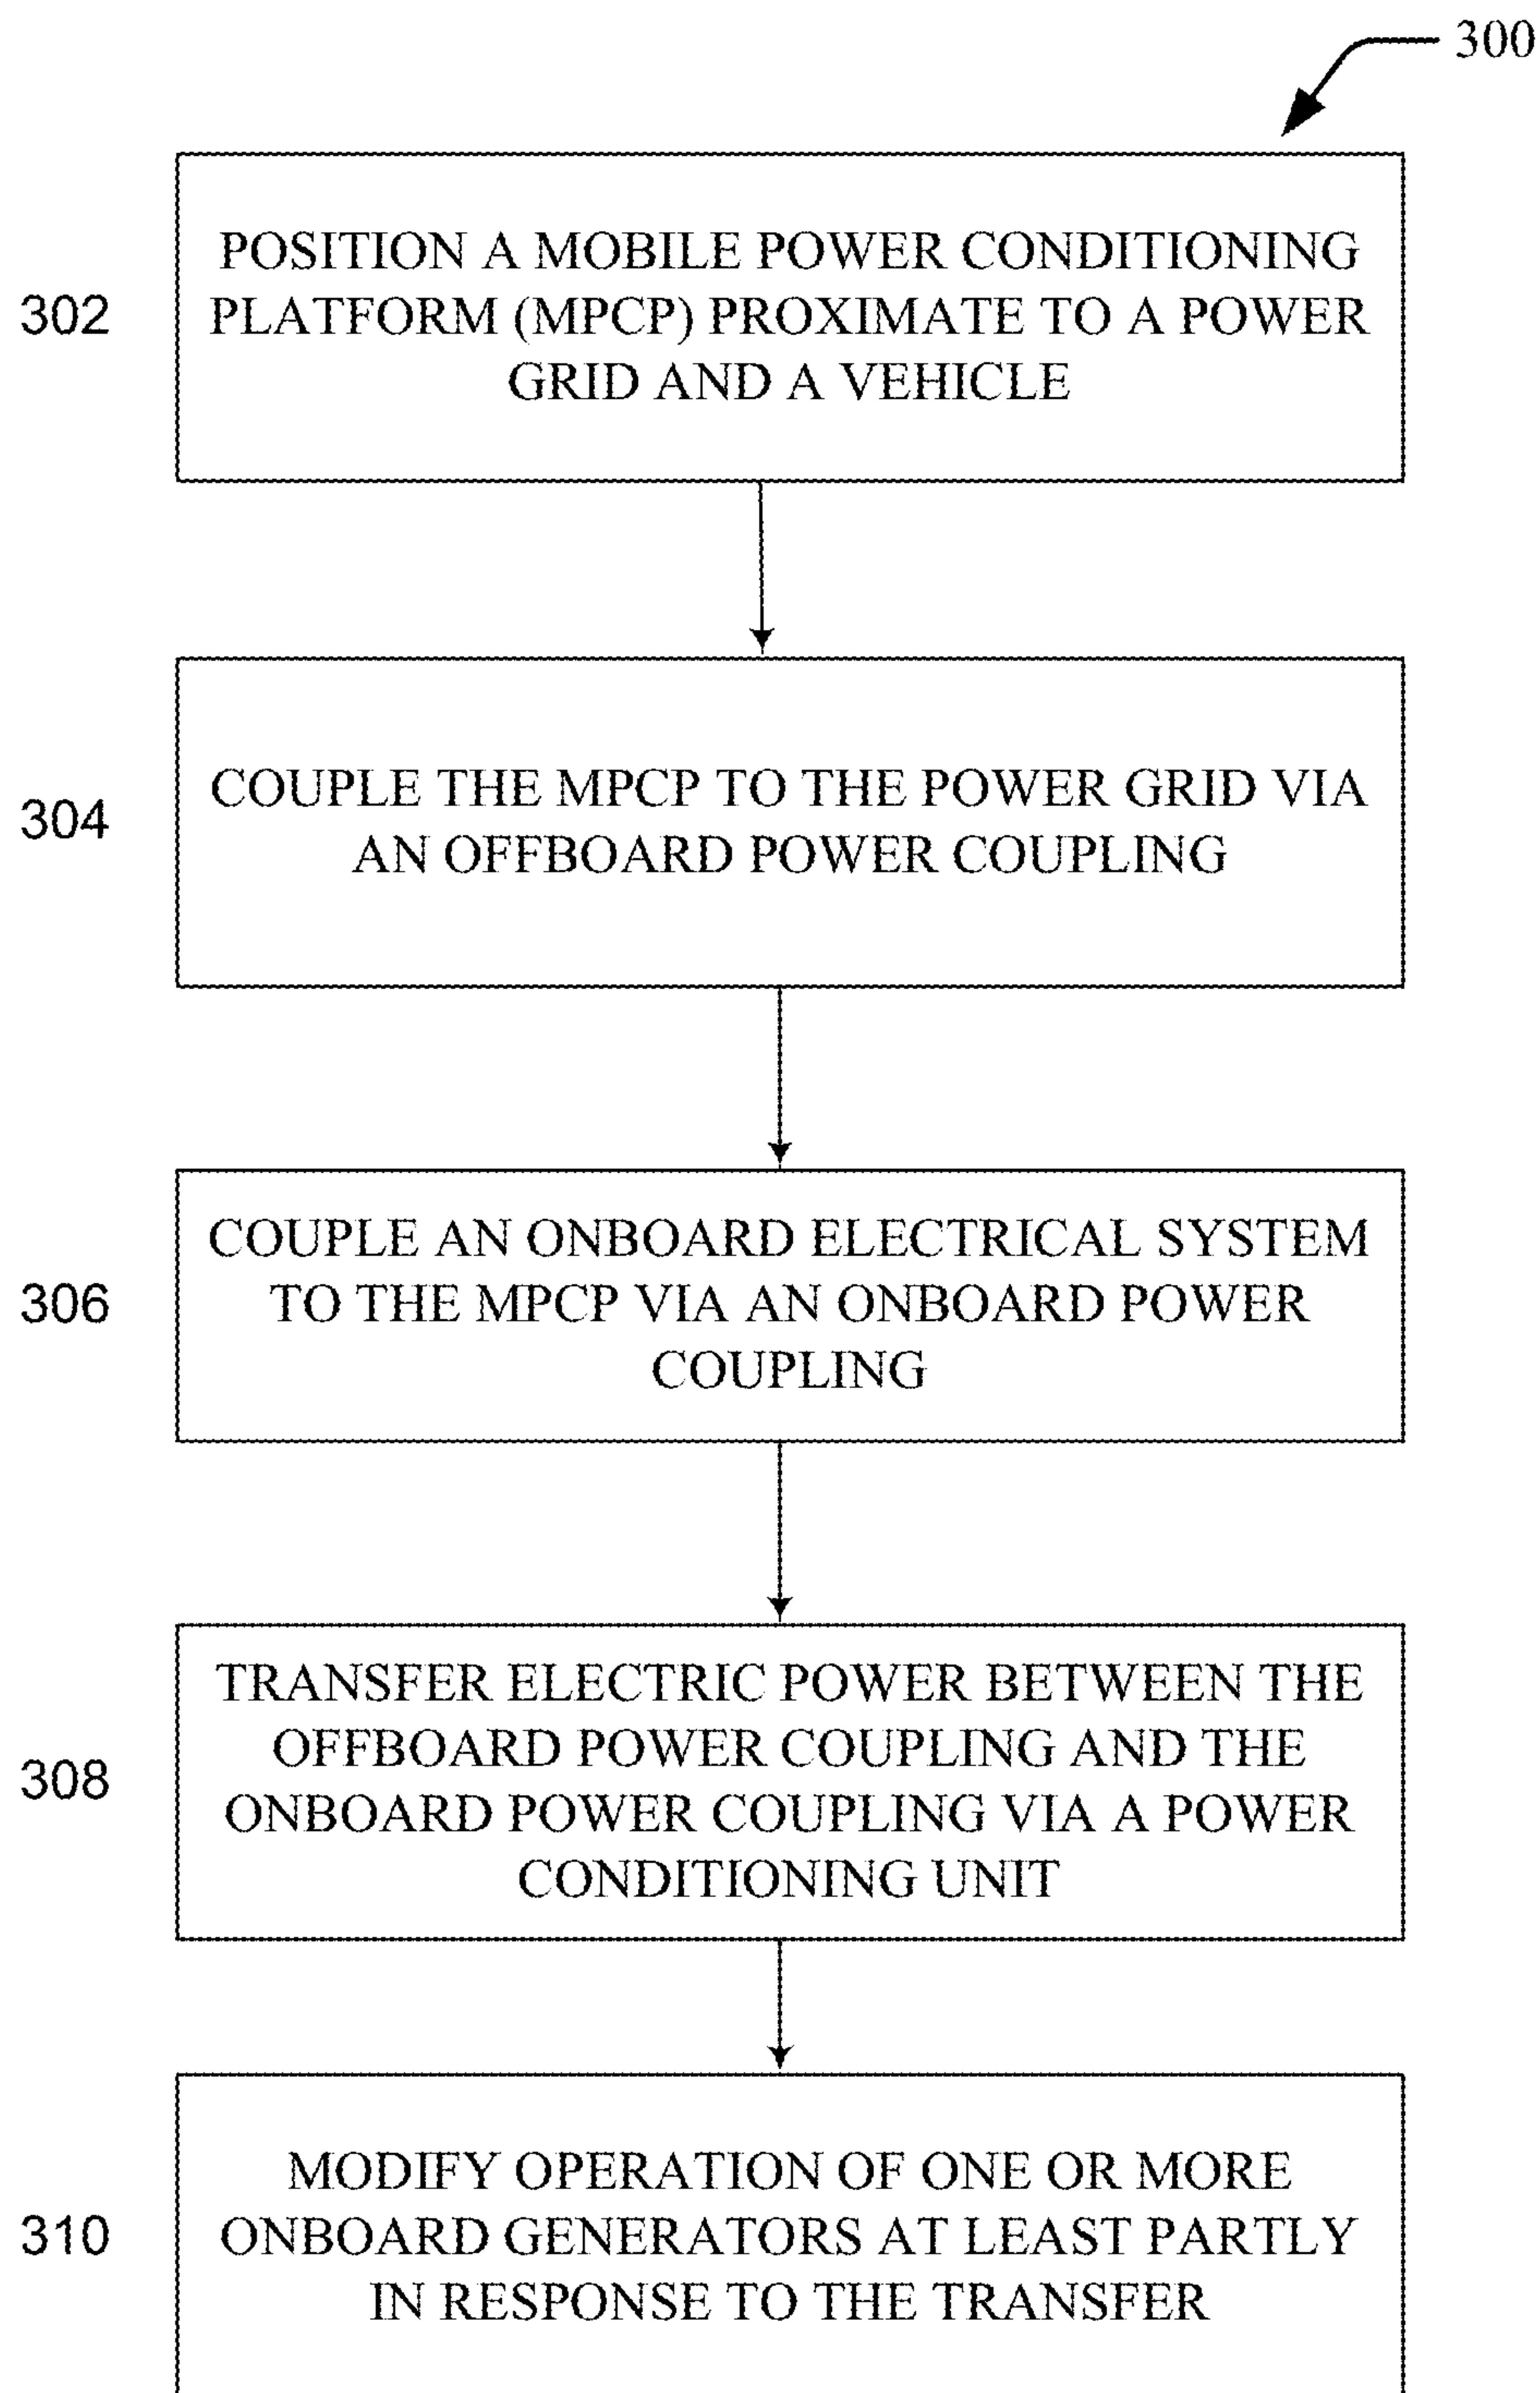 300
302
POSITION A MOBILE POWER CONDITIONING
PLATFORM (MPCP) PROXIMATE TO A POWER
GRID AND A VEHICLE
304
COUPLE THE MPCP TO THE POWER GRID VIA
AN OFFBOARD POWER COUPLING
306
COUPLE AN ONBOARD ELECTRICAL SYSTEM
TO THE MPCP VIA AN ONBOARD POWER
COUPLING
308
TRANSFER ELECTRIC POWER BETWEEN THE
OFFBOARD POWER COUPLING AND THE
ONBOARD POWER COUPLING VIA A POWER
CONDITIONING UNIT
310
MODIFY OPERATION OF ONE OR MORE
ONBOARD GENERATORS AT LEAST PARTLY
IN RESPONSE TO THE TRANSFER